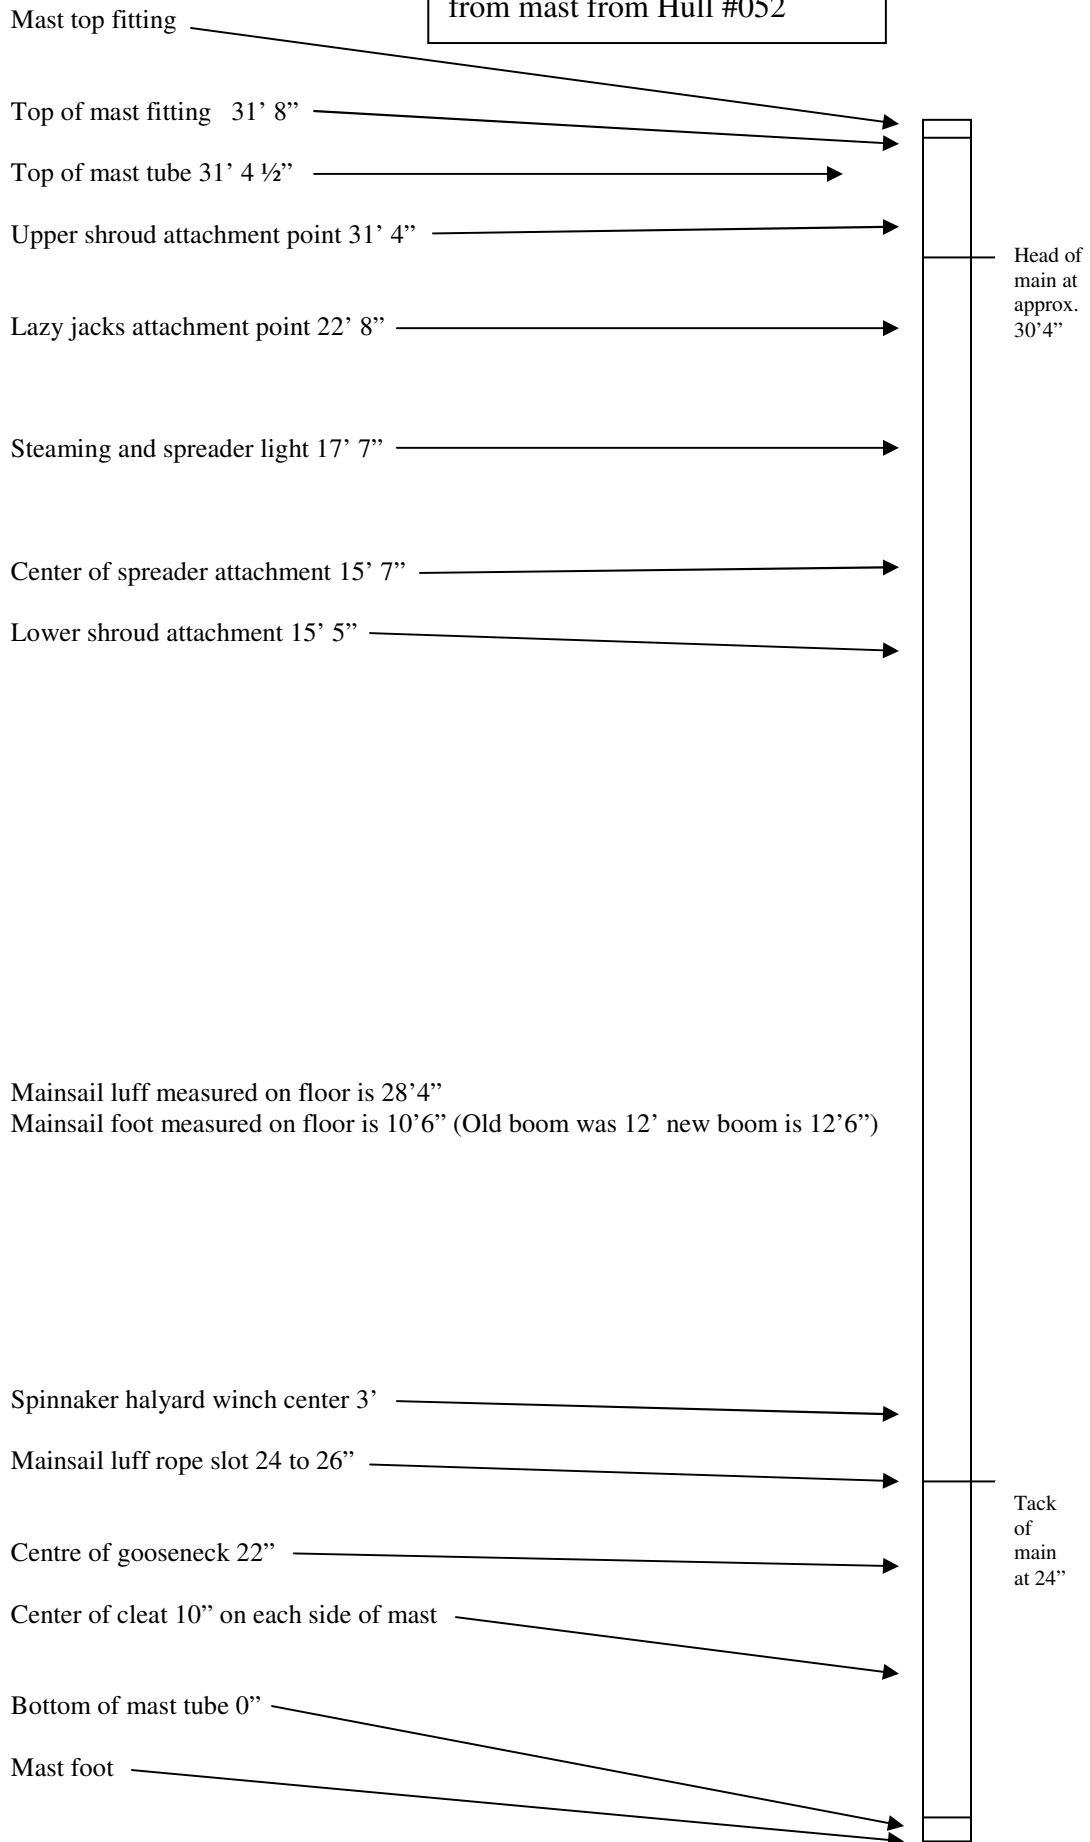 from mast from Hull #052
Mast top fitting
Top of mast fitting 31’ 8”
Top of mast tube 31’ 4 ½”
Upper shroud attachment point 31’ 4”
Head of
main at
approx.
30’4”
Lazy jacks attachment point 22’ 8”
Steaming and spreader light 17’ 7”
Center of spreader attachment 15’ 7”
Lower shroud attachment 15’ 5”
Mainsail luff measured on floor is 28’4”
Mainsail foot measured on floor is 10’6” (Old boom was 12’ new boom is 12’6”)
Spinnaker halyard winch center 3’
Mainsail luff rope slot 24 to 26”
Tack
of
main
at 24”
Centre of gooseneck 22”
Center of cleat 10” on each side of mast
Bottom of mast tube 0”
Mast foot